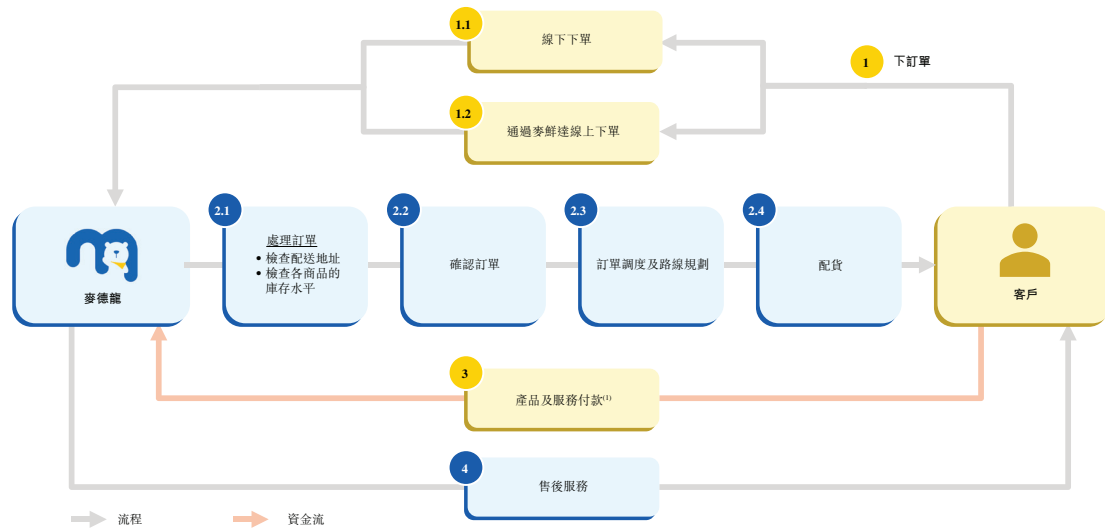 1.1
線下下單
1
下訂單
1.2
通過麥鮮達線上下單
麥德龍
2.1
處理訂單
• 檢查配送地址
• 檢查各商品的
庫存水平
2.2
確認訂單
2.3
訂單調度及路線規劃
2.4
配货
客戶
3
產品及服務付款(1)
4
售後服務
流程
資金流